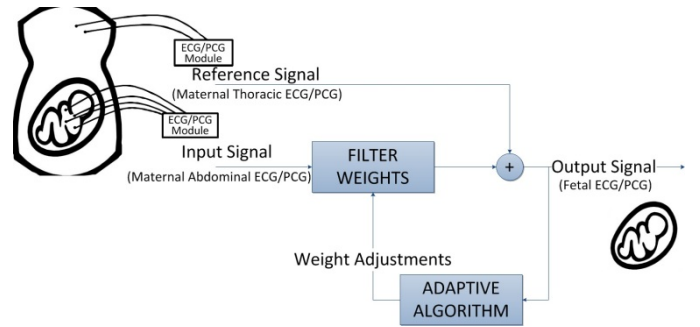 ECG/PCG
Module
Reference Signal
(Maternal Thoracic ECG/PCG)
ECG/PCG
Module
Input Signal
(Maternal Abdominal ECG/PCG)
FILTER
WEIGHTS
+
Output Signal
(Fetal ECG/PCG)
Weight Adjustments
ADAPTIVE
ALGORITHM